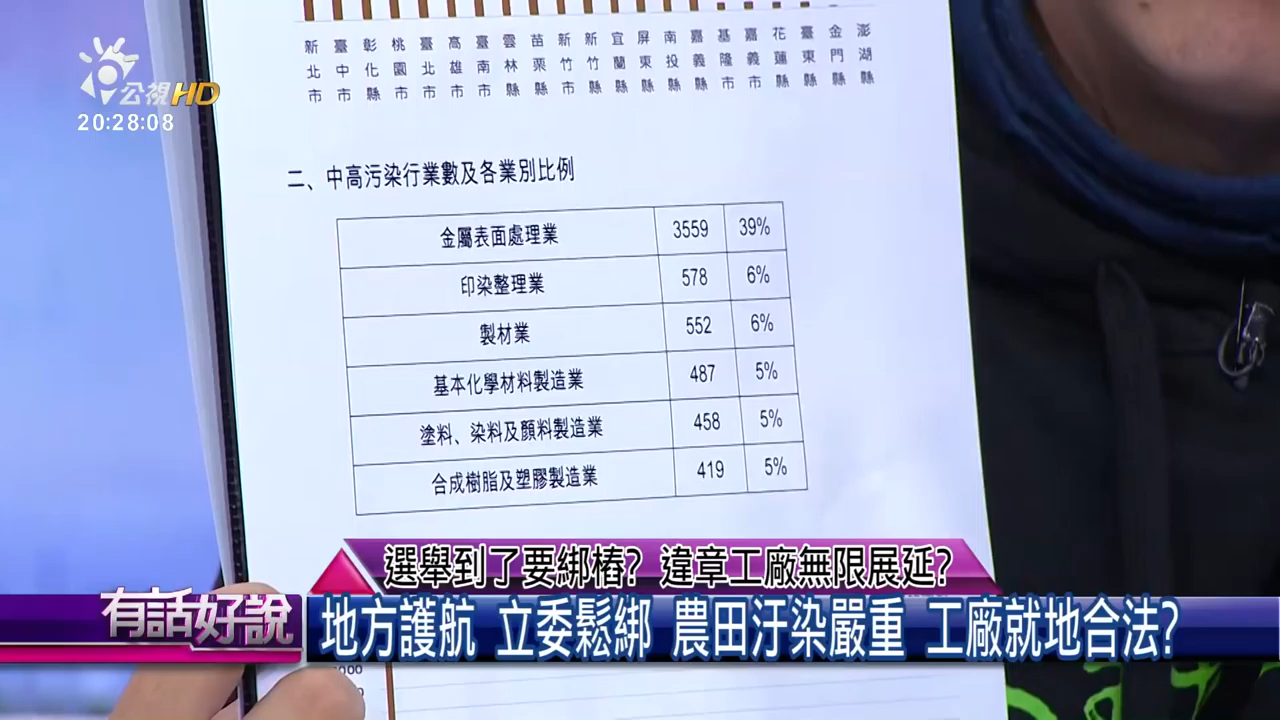 新北市 臺中市 彰化縣 桃園市 臺北市 高雄市 臺南市 雲林縣 苗栗縣 新竹市 新竹縣 宜蘭縣 屏東縣 南投縣 嘉義縣 基隆市 嘉義市 花蓮縣 臺東縣 金門縣 澎湖縣
公視HD
20:28:08
二、中高污染行業數及各業別比例
金屬表面處理業 3559 39%
印染整理業 578 6%
製材業 552 6%
基本化學材料製造業 487 5%
塗料、染料及顏料製造業 458 5%
合成樹脂及塑膠製造業 419 5%
選舉到了要綁樁? 違章工廠無限展延?
有話好說
地方護航 立委鬆綁 農田汙染嚴重 工廠就地合法?